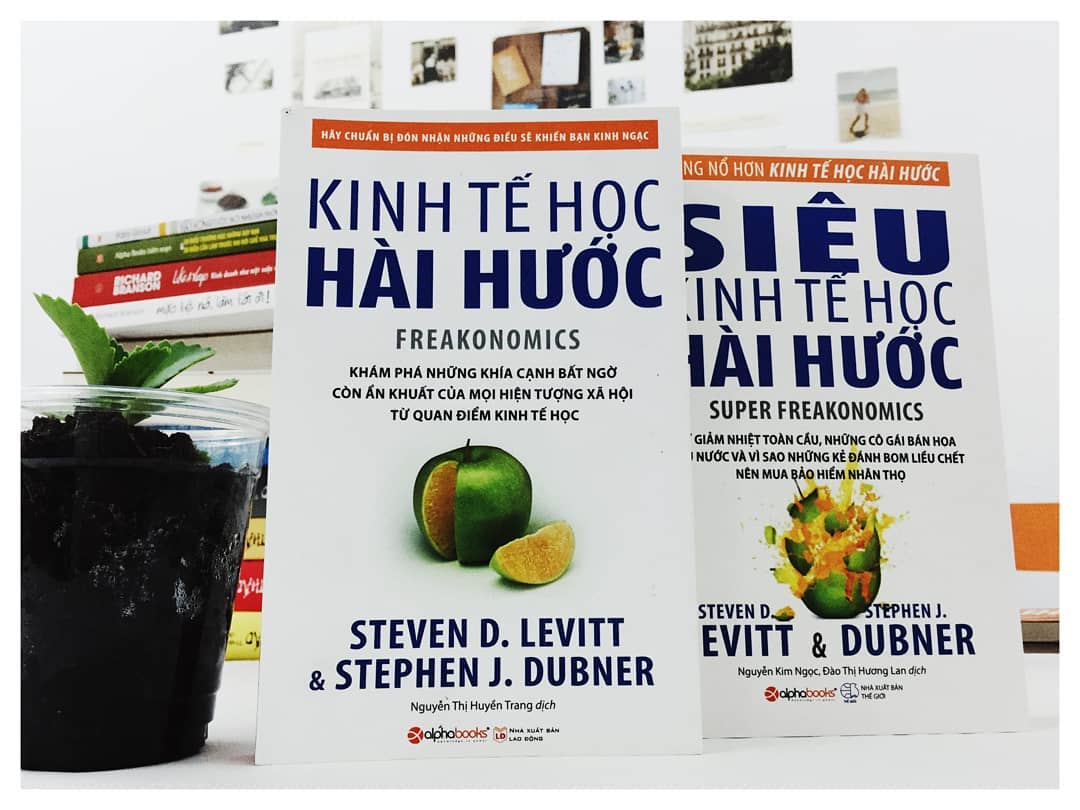 HÃY CHUẨN BỊ ĐÓN NHẬN NHỮNG ĐIỀU SẼ KHIẾN BẠN KINH NGẠC
KINH TẾ HỌC
HÀI HƯỚC
FREAKONOMICS
KHÁM PHÁ NHỮNG KHÍA CẠNH BẤT NGỜ
CÒN ẨN KHUẤT CỦA MỌI HIỆN TƯỢNG XÃ HỘI
TỪ QUAN ĐIỂM KINH TẾ HỌC
STEVEN D. LEVITT
& STEPHEN J. DUBNER
Nguyễn Thị Huyền Trang dịch
alphabooks
knowledge is power
LĐ
NHÀ XUẤT BẢN
LAO ĐỘNG
NỔ HƠN KINH TẾ HỌC HÀI HƯỚC
SIÊU
KINH TẾ HỌC
HÀI HƯỚC
SUPER FREAKONOMICS
GIẢM NHIỆT TOÀN CẦU, NHỮNG CÔ GÁI BÁN HOA
NƯỚC VÀ VÌ SAO NHỮNG KẺ ĐÁNH BOM LIỀU CHẾT
NÊN MUA BẢO HIỂM NHÂN THỌ
STEVEN D. STEPHEN J.
EVITT & DUBNER
Nguyễn Kim Ngọc, Đào Thị Hương Lan dịch
alphabooks
NHÀ XUẤT BẢN
THẾ GIỚI
RICHARD
BRANSON